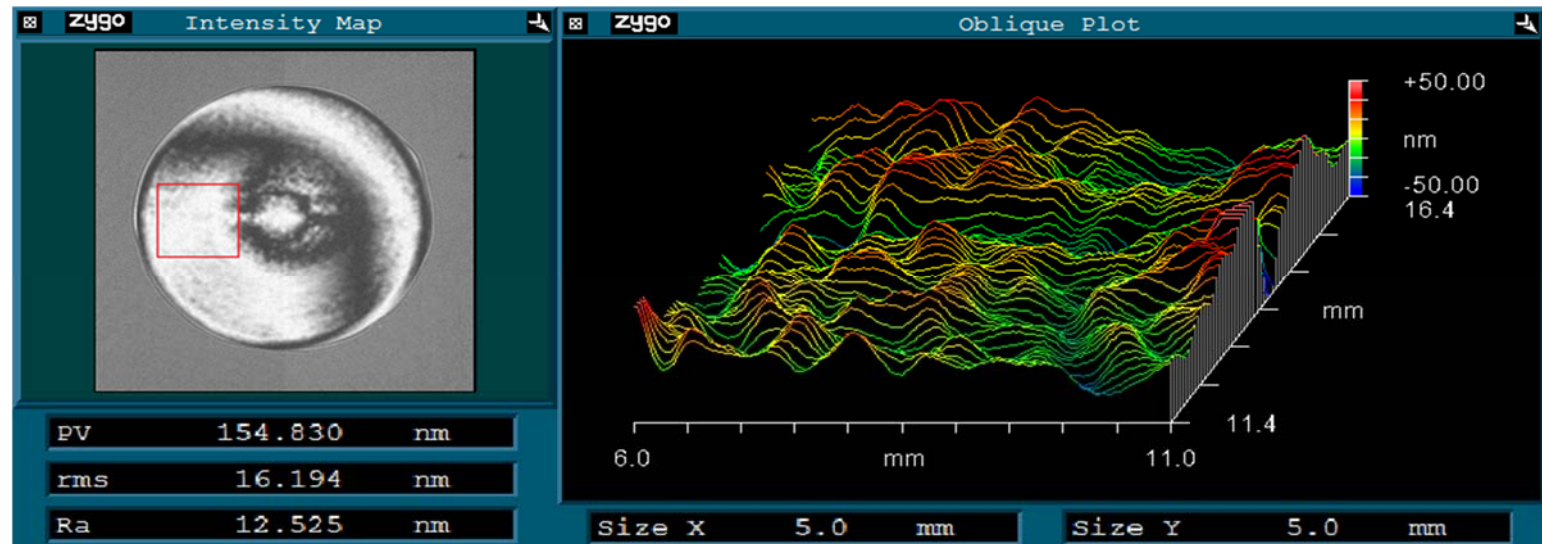 zygo Intensity Map
PV 154.830 nm
rms 16.194 nm
Ra 12.525 nm
zygo Oblique Plot
+50.00
nm
-50.00
16.4
mm
11.4
6.0 mm 11.0
Size X 5.0 mm Size Y 5.0 mm